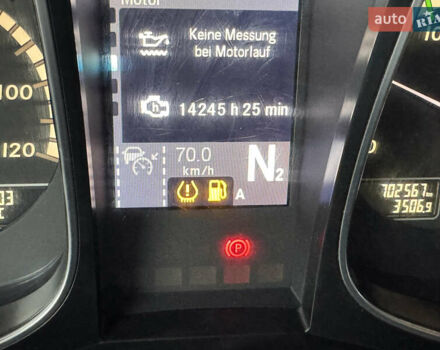 Motor
auto RIA
Keine Messung
bei Motorlauf
14245 h 25 min
100
120
70.0
km/h
N2
A
P
702567 km
3506.9